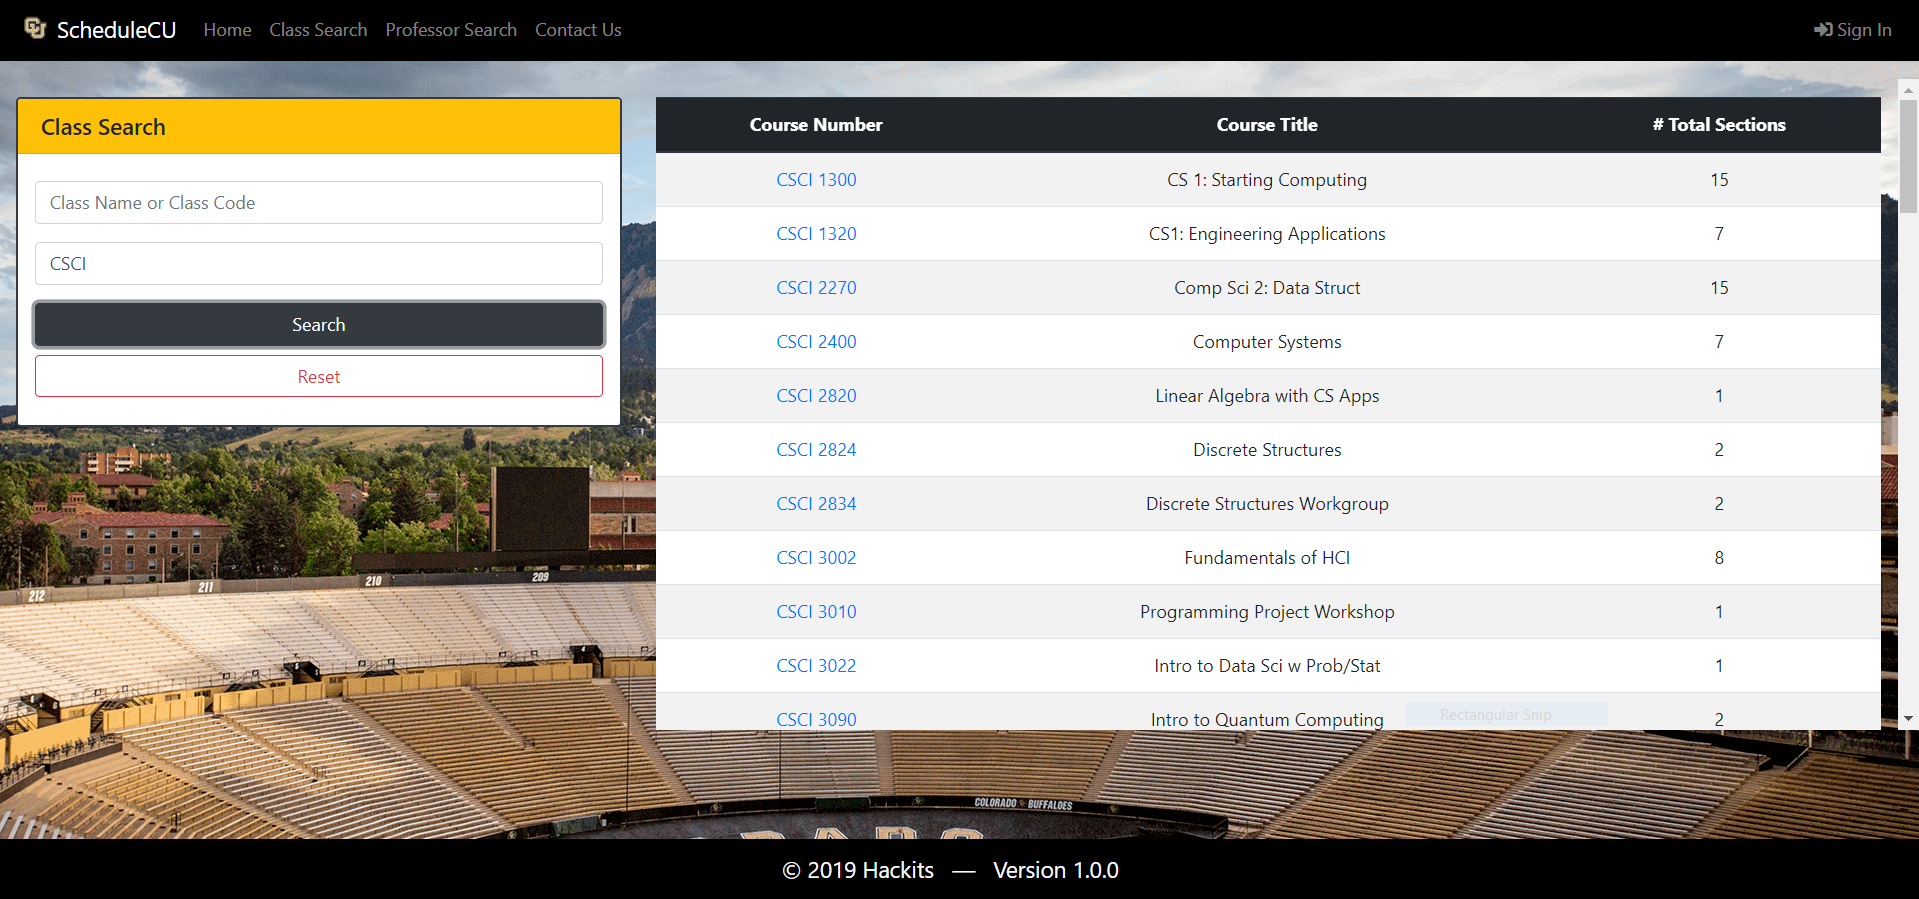 ScheduleCU Home Class Search Professor Search Contact Us Sign In
Class Search
Class Name or Class Code
CSCI
Search
Reset
Course Number Course Title # Total Sections
CSCI 1300 CS 1: Starting Computing 15
CSCI 1320 CS1: Engineering Applications 7
CSCI 2270 Comp Sci 2: Data Struct 15
CSCI 2400 Computer Systems 7
CSCI 2820 Linear Algebra with CS Apps 1
CSCI 2824 Discrete Structures 2
CSCI 2834 Discrete Structures Workgroup 2
CSCI 3002 Fundamentals of HCI 8
CSCI 3010 Programming Project Workshop 1
CSCI 3022 Intro to Data Sci w Prob/Stat 1
CSCI 3090 Intro to Quantum Computing 2
Rectangular Snip
212 211 210 209
COLORADO BUFFALOES
© 2019 Hackits — Version 1.0.0